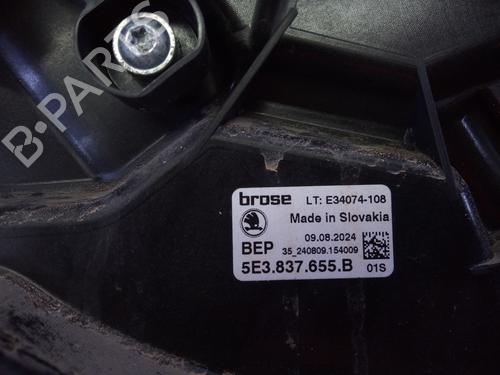 B-PARTS
brose
LT: E34074-108
Made in Slovakia
09.08.2024
BEP
35_240809.154009
5E3.837.655.B
01S